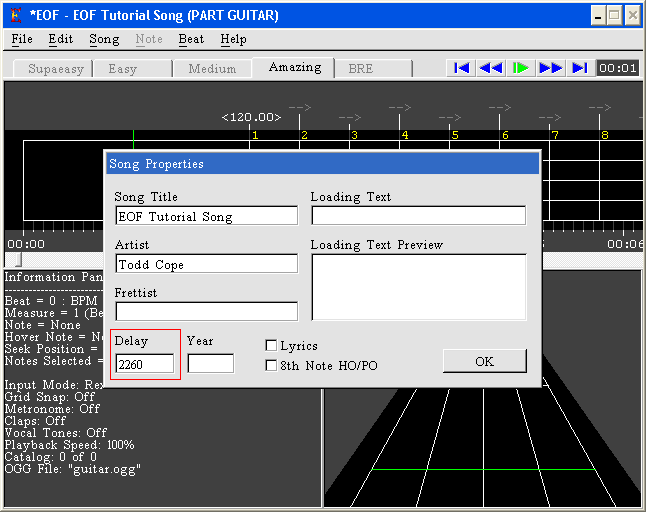 *EOF - EOF Tutorial Song (PART GUITAR)
File Edit Song Note Beat Help
Supaeasy Easy Medium Amazing BRE 00:01
<120.00> --> --> --> --> --> --> -->
1 2 3 4 5 6 7 8
Song Properties
Song Title Loading Text
EOF Tutorial Song
Artist Loading Text Preview
Todd Cope
Frettist
Delay Year
2260
Lyrics
8th Note HO/PO
OK
00:00 00:06
Information Pan
Beat = 0 : BPM
Measure = 1 (Be
Note = None
Hover Note = No
Seek Position =
Notes Selected =
Input Mode: Rex
Grid Snap: Off
Metronome: Off
Claps: Off
Vocal Tones: Off
Playback Speed: 100%
Catalog: 0 of 0
OGG File: "guitar.ogg"